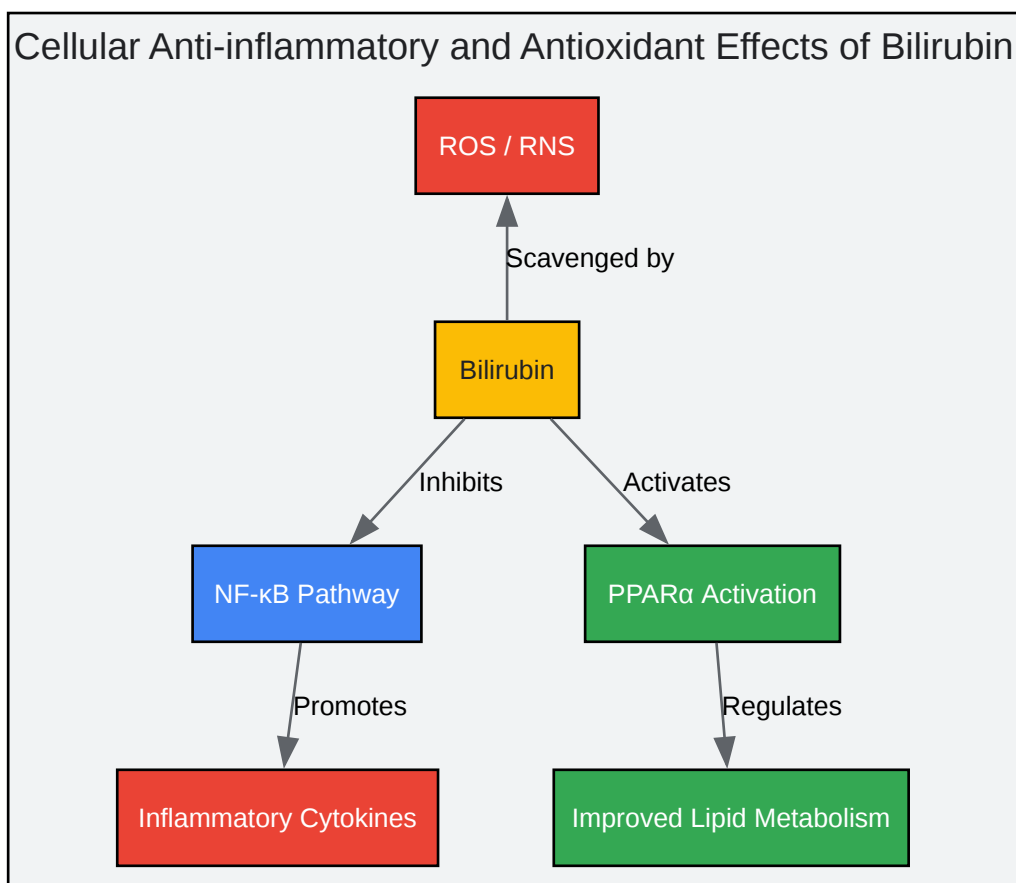 Cellular Anti-inflammatory and Antioxidant Effects of Bilirubin
ROS / RNS
Scavenged by
Bilirubin
Inhibits
Activates
NF-κB Pathway
PPARα Activation
Promotes
Regulates
Inflammatory Cytokines
Improved Lipid Metabolism